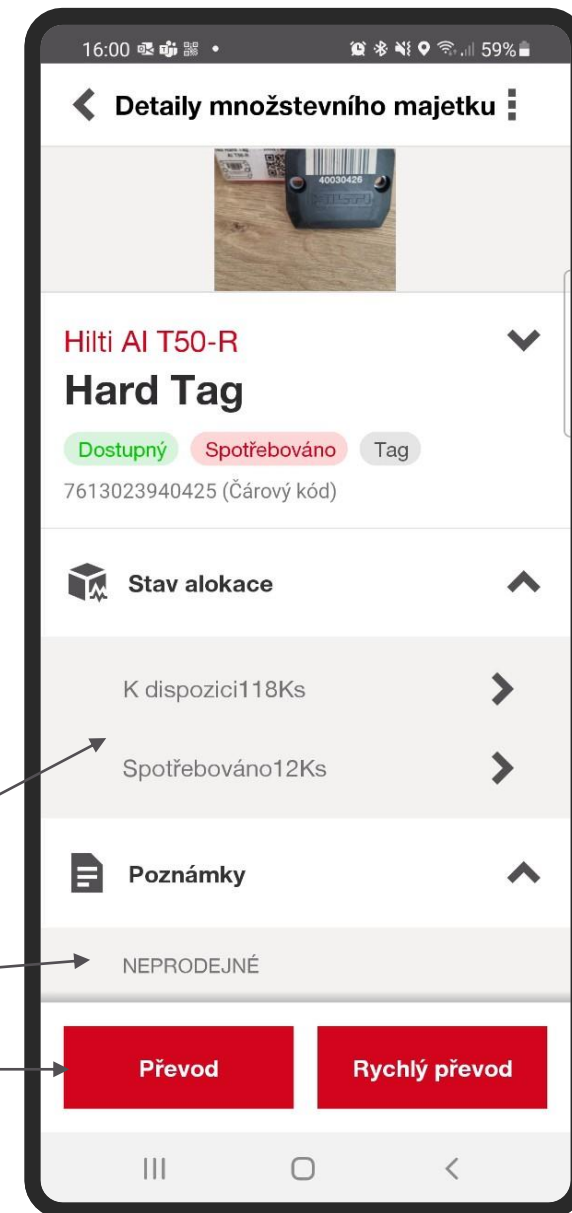 16:00 59%
Detaily množstevního majetku
40030426
HILTI
Hilti AI T50-R
Hard Tag
Dostupný Spotřebováno Tag
7613023940425 (Čárový kód)
Stav alokace
K dispozici118Ks
Spotřebováno12Ks
Poznámky
NEPRODEJNÉ
Převod Rychlý převod